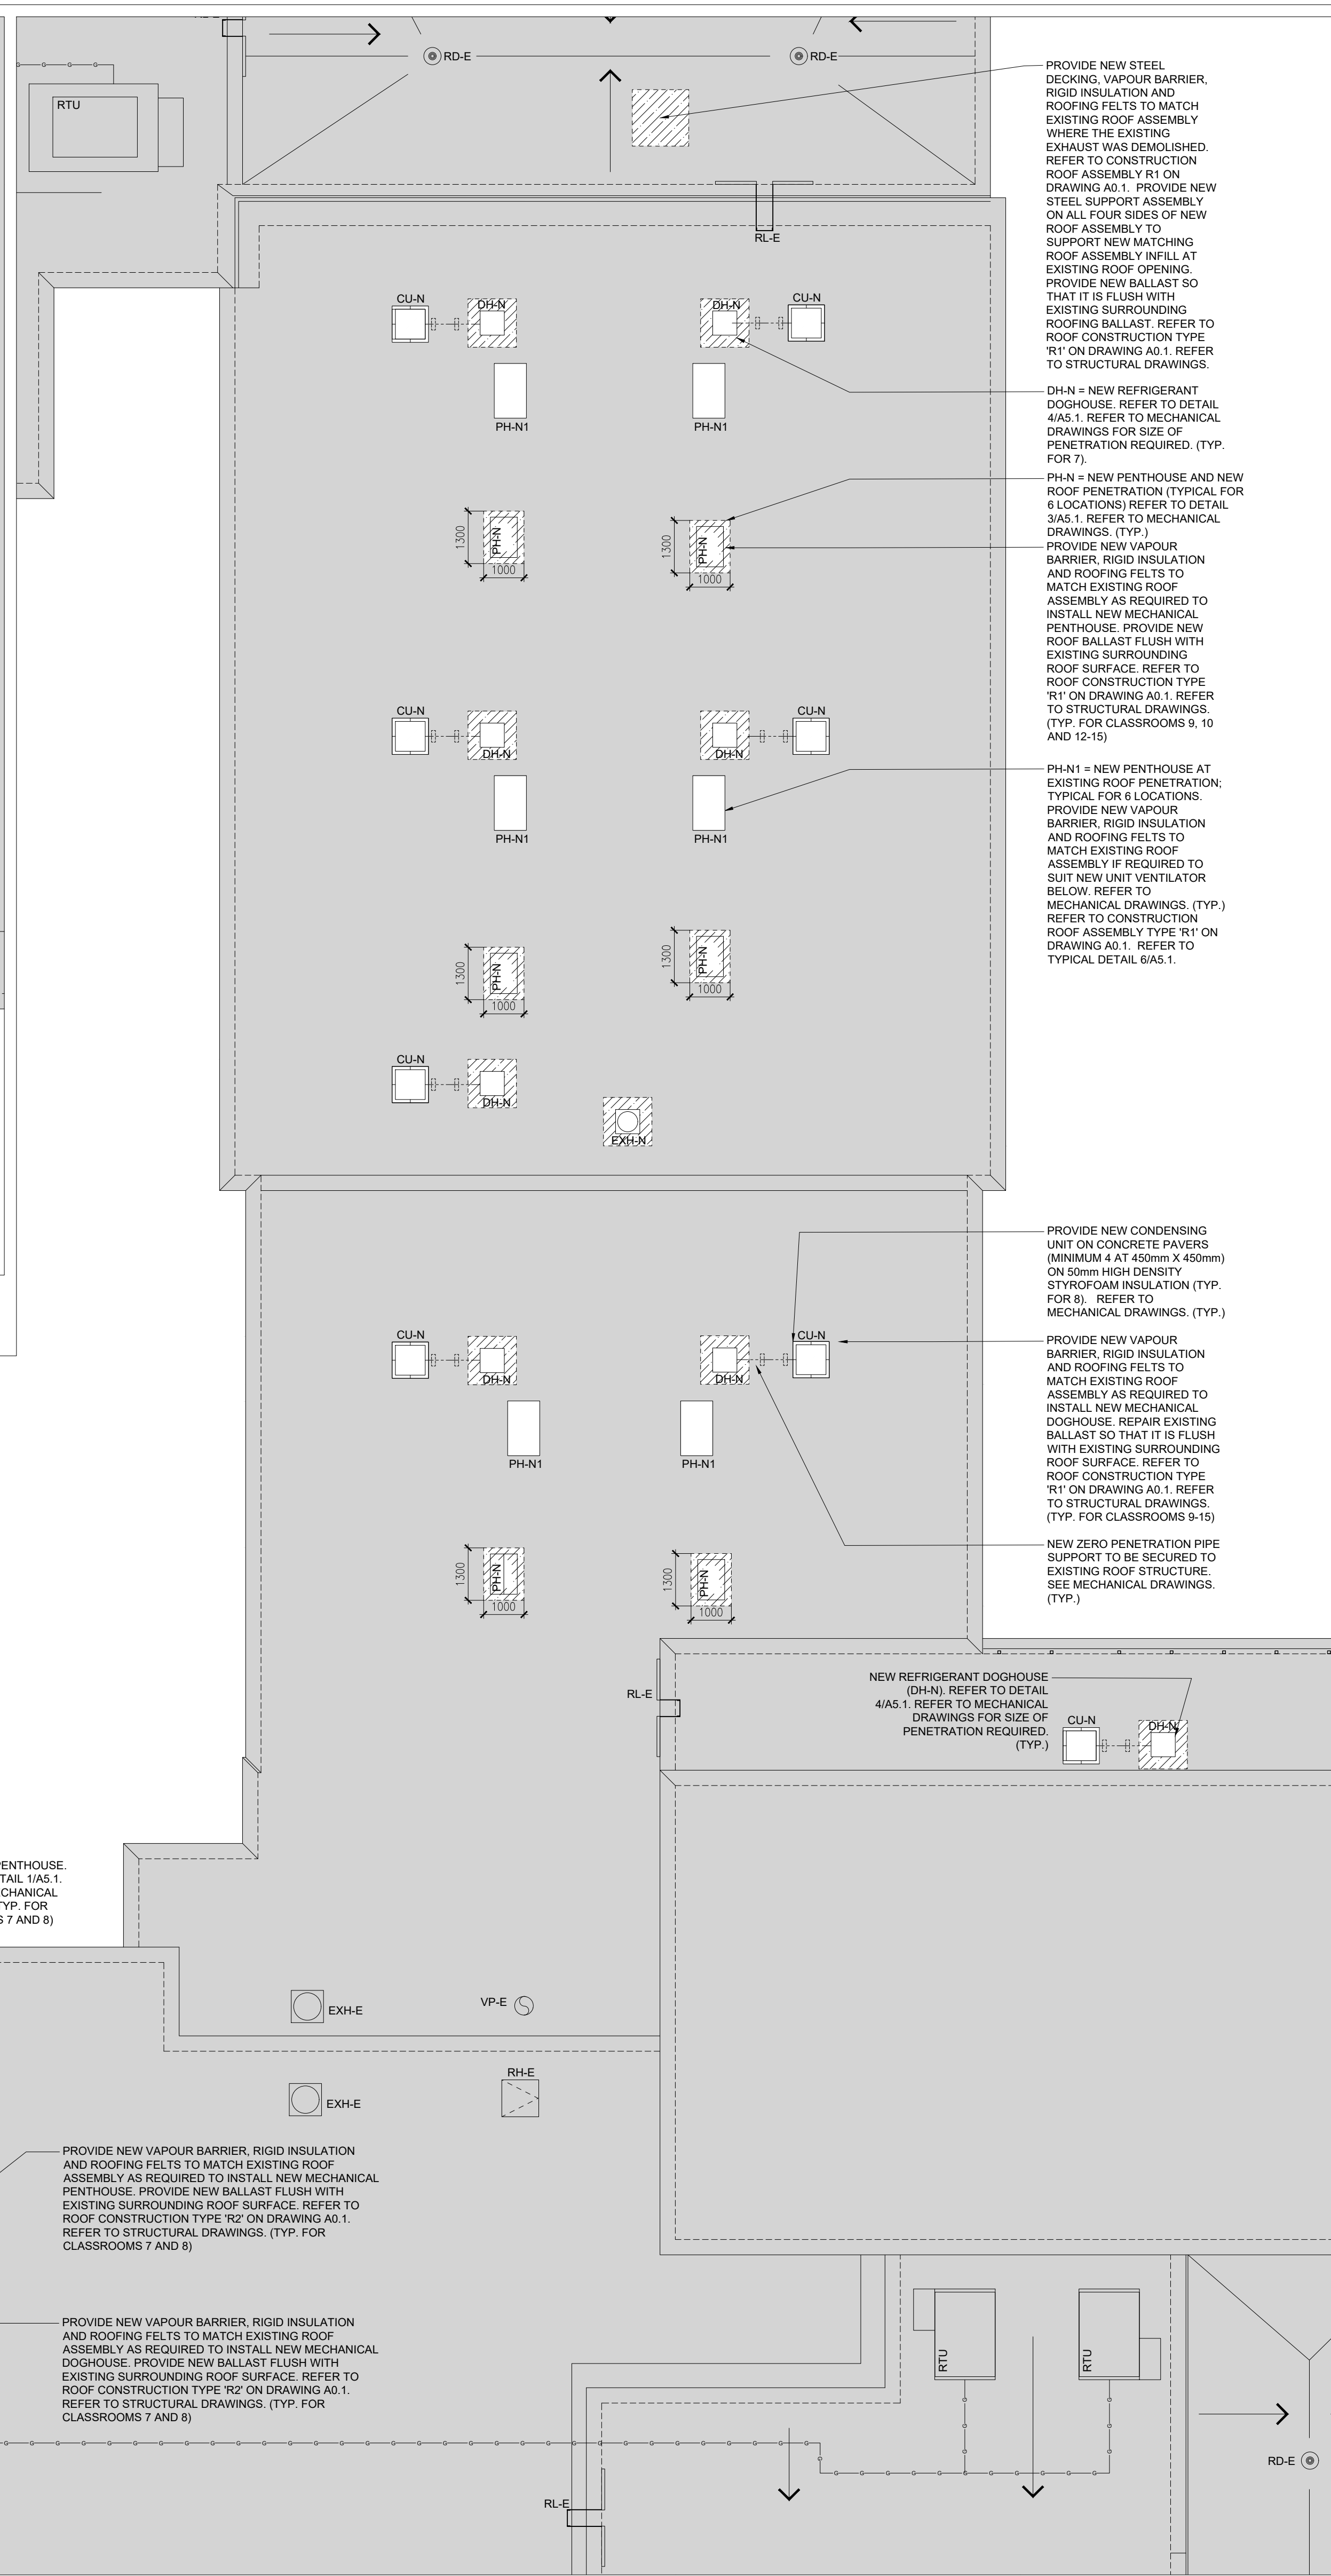 RD-E
RD-E
RTU
RL-E
PROVIDE NEW STEEL
DECKING, VAPOUR BARRIER,
RIGID INSULATION AND
ROOFING FELTS TO MATCH
EXISTING ROOF ASSEMBLY
WHERE THE EXISTING
EXHAUST WAS DEMOLISHED.
REFER TO CONSTRUCTION
ROOF ASSEMBLY R1 ON
DRAWING A0.1. PROVIDE NEW
STEEL SUPPORT ASSEMBLY
ON ALL FOUR SIDES OF NEW
ROOF ASSEMBLY TO
SUPPORT NEW MATCHING
ROOF ASSEMBLY INFILL AT
EXISTING ROOF OPENING.
PROVIDE NEW BALLAST SO
THAT IT IS FLUSH WITH
EXISTING SURROUNDING
ROOFING BALLAST. REFER TO
ROOF CONSTRUCTION TYPE
'R1' ON DRAWING A0.1. REFER
TO STRUCTURAL DRAWINGS.
CU-N
DH-N
DH-N
CU-N
PH-N1
PH-N1
DH-N = NEW REFRIGERANT
DOGHOUSE. REFER TO DETAIL
4/A5.1. REFER TO MECHANICAL
DRAWINGS FOR SIZE OF
PENETRATION REQUIRED. (TYP.
FOR 7).
PH-N = NEW PENTHOUSE AND NEW
ROOF PENETRATION (TYPICAL FOR
6 LOCATIONS) REFER TO DETAIL
3/A5.1. REFER TO MECHANICAL
DRAWINGS. (TYP.)
PROVIDE NEW VAPOUR
BARRIER, RIGID INSULATION
AND ROOFING FELTS TO
MATCH EXISTING ROOF
ASSEMBLY AS REQUIRED TO
INSTALL NEW MECHANICAL
PENTHOUSE. PROVIDE NEW
ROOF BALLAST FLUSH WITH
EXISTING SURROUNDING
ROOF SURFACE. REFER TO
ROOF CONSTRUCTION TYPE
'R1' ON DRAWING A0.1. REFER
TO STRUCTURAL DRAWINGS.
(TYP. FOR CLASSROOMS 9, 10
AND 12-15)
1300
PH-N
1000
1300
PH-N
1000
CU-N
DH-N
DH-N
CU-N
PH-N1
PH-N1
PH-N1 = NEW PENTHOUSE AT
EXISTING ROOF PENETRATION;
TYPICAL FOR 6 LOCATIONS.
PROVIDE NEW VAPOUR
BARRIER, RIGID INSULATION
AND ROOFING FELTS TO
MATCH EXISTING ROOF
ASSEMBLY IF REQUIRED TO
SUIT NEW UNIT VENTILATOR
BELOW. REFER TO
MECHANICAL DRAWINGS. (TYP.)
REFER TO CONSTRUCTION
ROOF ASSEMBLY TYPE 'R1' ON
DRAWING A0.1. REFER TO
TYPICAL DETAIL 6/A5.1.
1300
PH-N
1000
1300
PH-N
1000
CU-N
DH-N
EXH-N
PROVIDE NEW CONDENSING
UNIT ON CONCRETE PAVERS
(MINIMUM 4 AT 450mm X 450mm)
ON 50mm HIGH DENSITY
STYROFOAM INSULATION (TYP.
FOR 8). REFER TO
MECHANICAL DRAWINGS. (TYP.)
CU-N
DH-N
DH-N
CU-N
PH-N1
PH-N1
PROVIDE NEW VAPOUR
BARRIER, RIGID INSULATION
AND ROOFING FELTS TO
MATCH EXISTING ROOF
ASSEMBLY AS REQUIRED TO
INSTALL NEW MECHANICAL
DOGHOUSE. REPAIR EXISTING
BALLAST SO THAT IT IS FLUSH
WITH EXISTING SURROUNDING
ROOF SURFACE. REFER TO
ROOF CONSTRUCTION TYPE
'R1' ON DRAWING A0.1. REFER
TO STRUCTURAL DRAWINGS.
(TYP. FOR CLASSROOMS 9-15)
NEW ZERO PENETRATION PIPE
SUPPORT TO BE SECURED TO
EXISTING ROOF STRUCTURE.
SEE MECHANICAL DRAWINGS.
(TYP.)
1300
PH-N
1000
1300
PH-N
1000
RL-E
NEW REFRIGERANT DOGHOUSE
(DH-N). REFER TO DETAIL
4/A5.1. REFER TO MECHANICAL
DRAWINGS FOR SIZE OF
PENETRATION REQUIRED.
(TYP.)
CU-N
DH-N
PENTHOUSE.
TAIL 1/A5.1.
CHANICAL
TYP. FOR
S 7 AND 8)
EXH-E
VP-E
EXH-E
RH-E
PROVIDE NEW VAPOUR BARRIER, RIGID INSULATION
AND ROOFING FELTS TO MATCH EXISTING ROOF
ASSEMBLY AS REQUIRED TO INSTALL NEW MECHANICAL
PENTHOUSE. PROVIDE NEW BALLAST FLUSH WITH
EXISTING SURROUNDING ROOF SURFACE. REFER TO
ROOF CONSTRUCTION TYPE 'R2' ON DRAWING A0.1.
REFER TO STRUCTURAL DRAWINGS. (TYP. FOR
CLASSROOMS 7 AND 8)
PROVIDE NEW VAPOUR BARRIER, RIGID INSULATION
AND ROOFING FELTS TO MATCH EXISTING ROOF
ASSEMBLY AS REQUIRED TO INSTALL NEW MECHANICAL
DOGHOUSE. PROVIDE NEW BALLAST FLUSH WITH
EXISTING SURROUNDING ROOF SURFACE. REFER TO
ROOF CONSTRUCTION TYPE 'R2' ON DRAWING A0.1.
REFER TO STRUCTURAL DRAWINGS. (TYP. FOR
CLASSROOMS 7 AND 8)
RTU
RTU
RD-E
RL-E